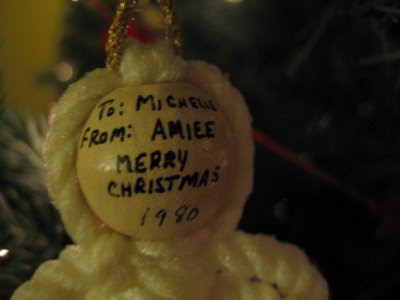 TO: MICHELLE
FROM: AMIEE
MERRY
CHRISTMAS
1980